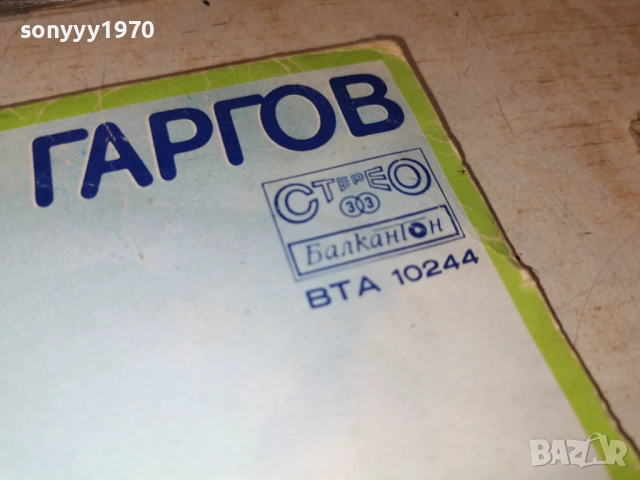 sonyyy1970
ГАРГОВ
СТЕРЕО
33
Балкантон
ВТА 10244
BAZAR